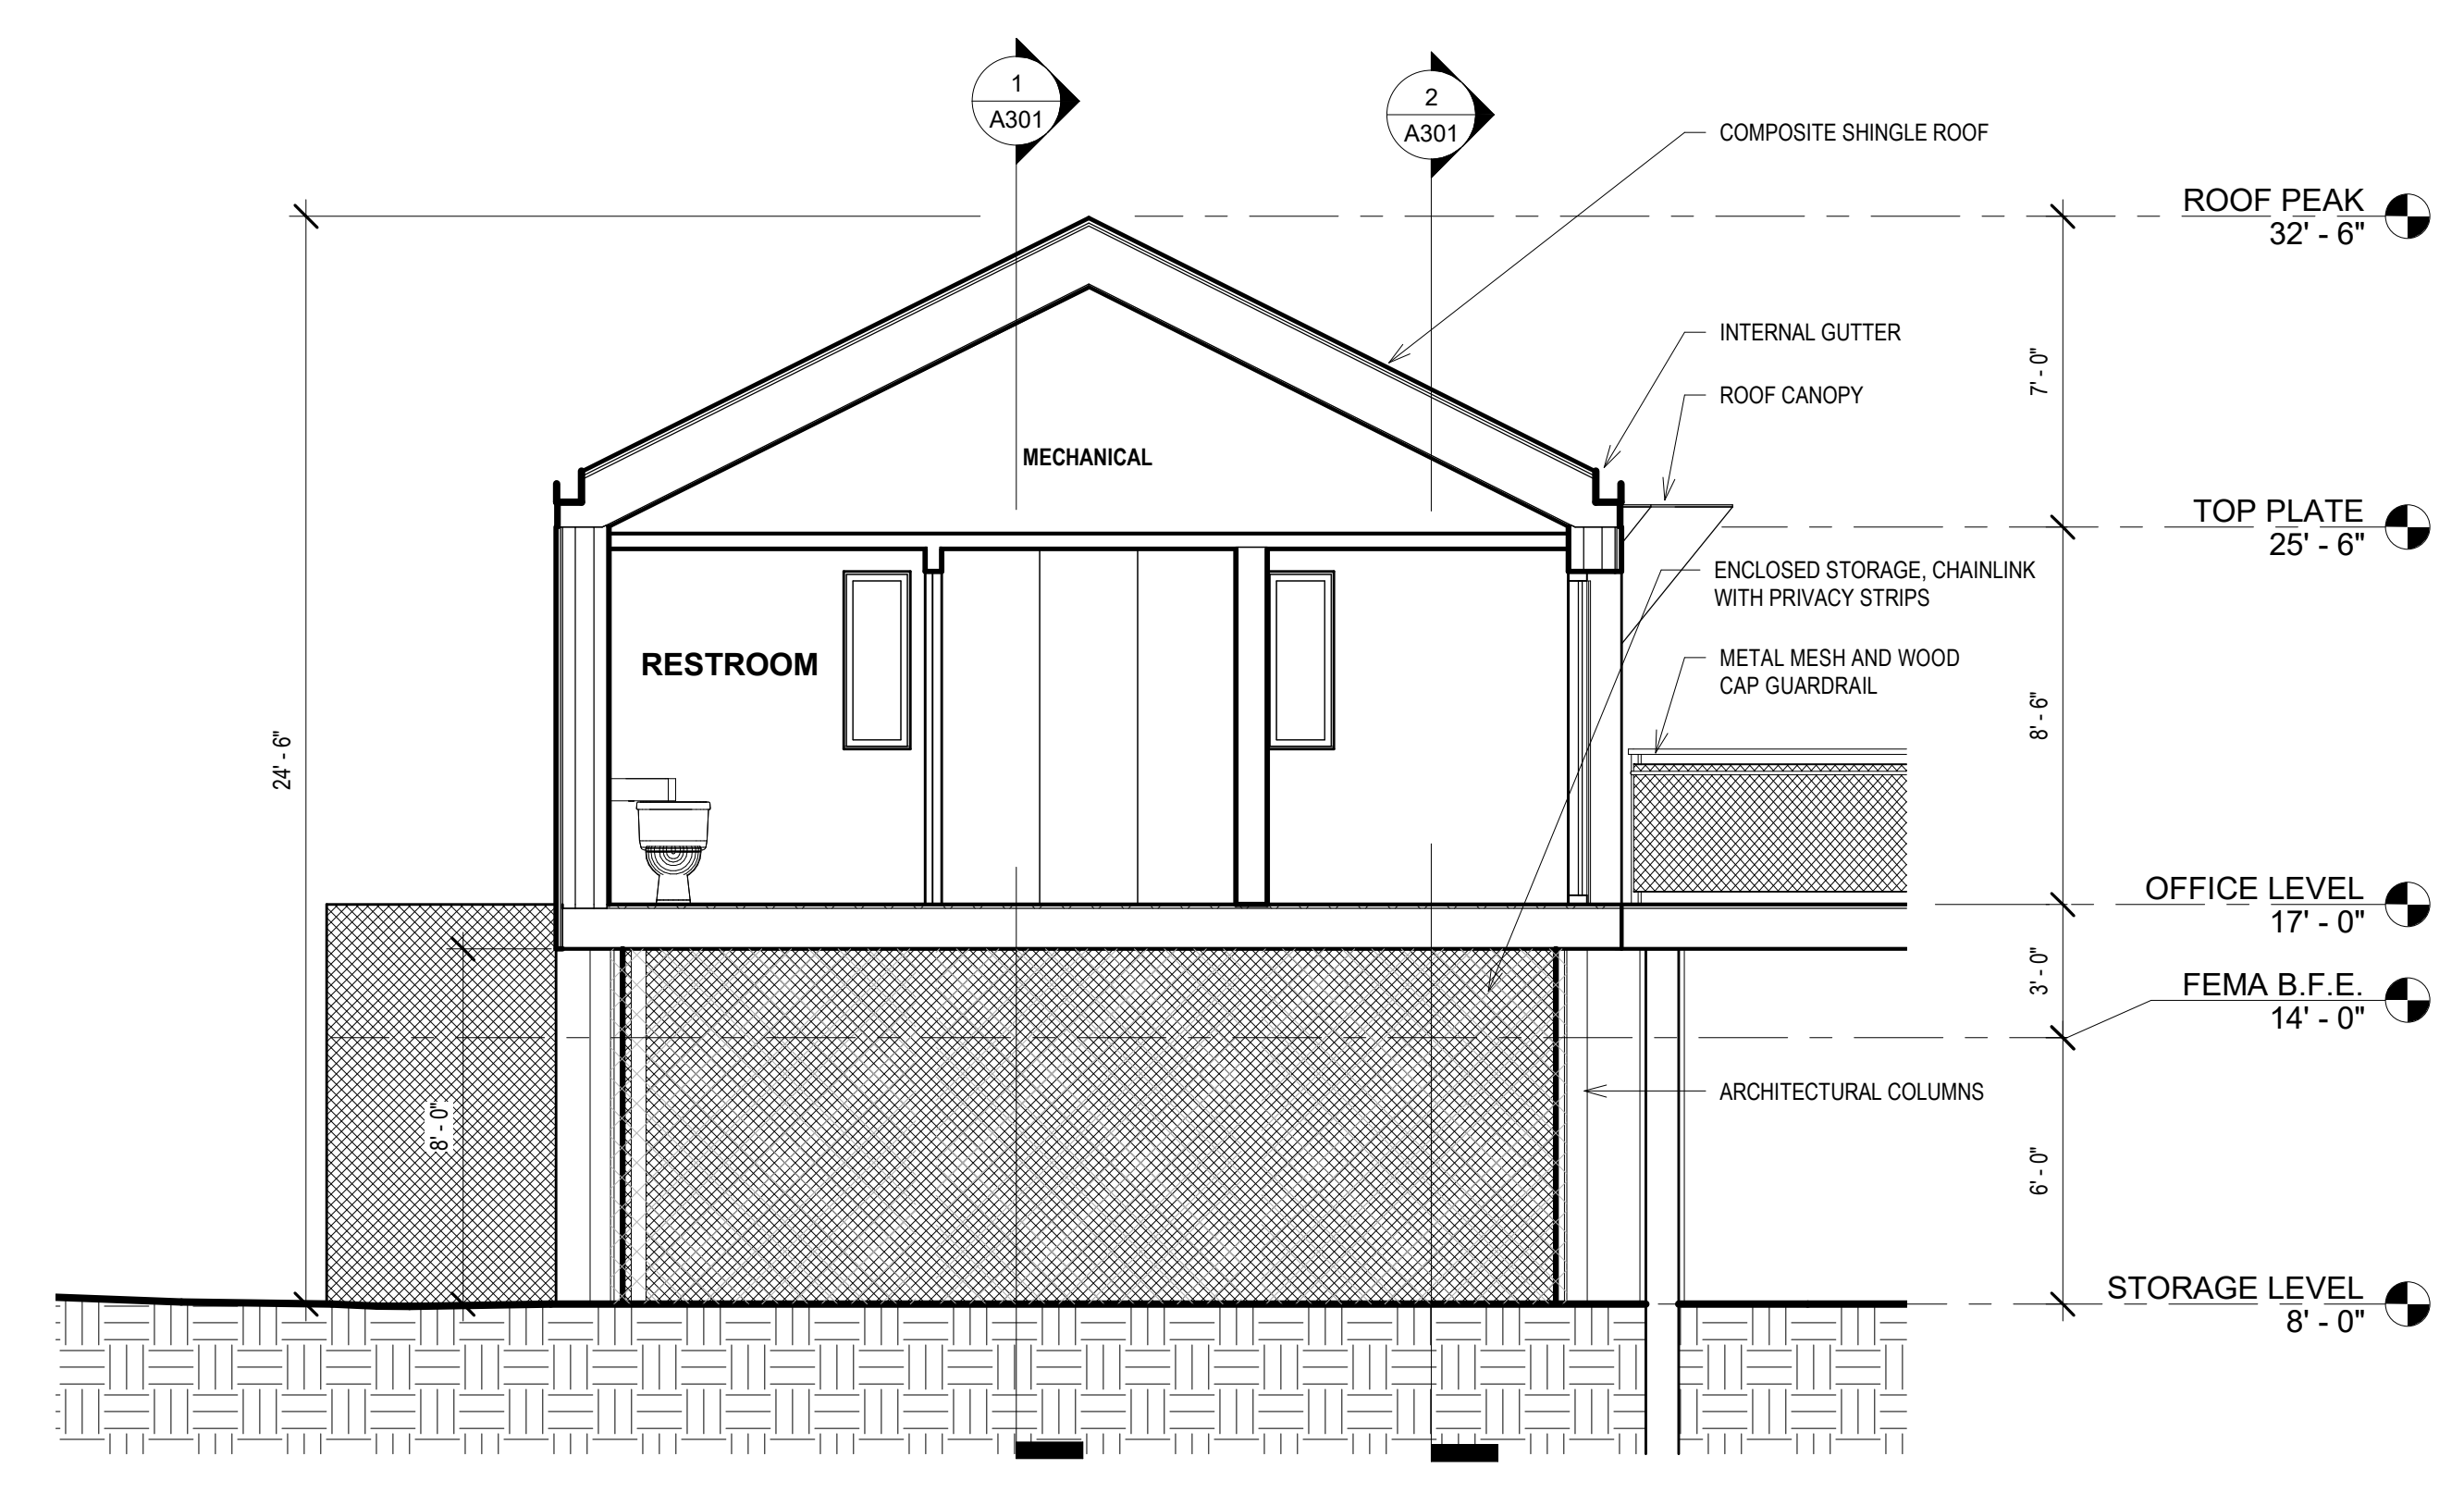 1
A301
2
A301
COMPOSITE SHINGLE ROOF
ROOF PEAK
32' - 6"
INTERNAL GUTTER
7' - 0"
ROOF CANOPY
MECHANICAL
TOP PLATE
25' - 6"
ENCLOSED STORAGE, CHAINLINK
WITH PRIVACY STRIPS
RESTROOM
METAL MESH AND WOOD
CAP GUARDRAIL
8' - 6"
24' - 6"
OFFICE LEVEL
17' - 0"
3' - 0"
FEMA B.F.E.
14' - 0"
ARCHITECTURAL COLUMNS
8' - 0"
6' - 0"
STORAGE LEVEL
8' - 0"